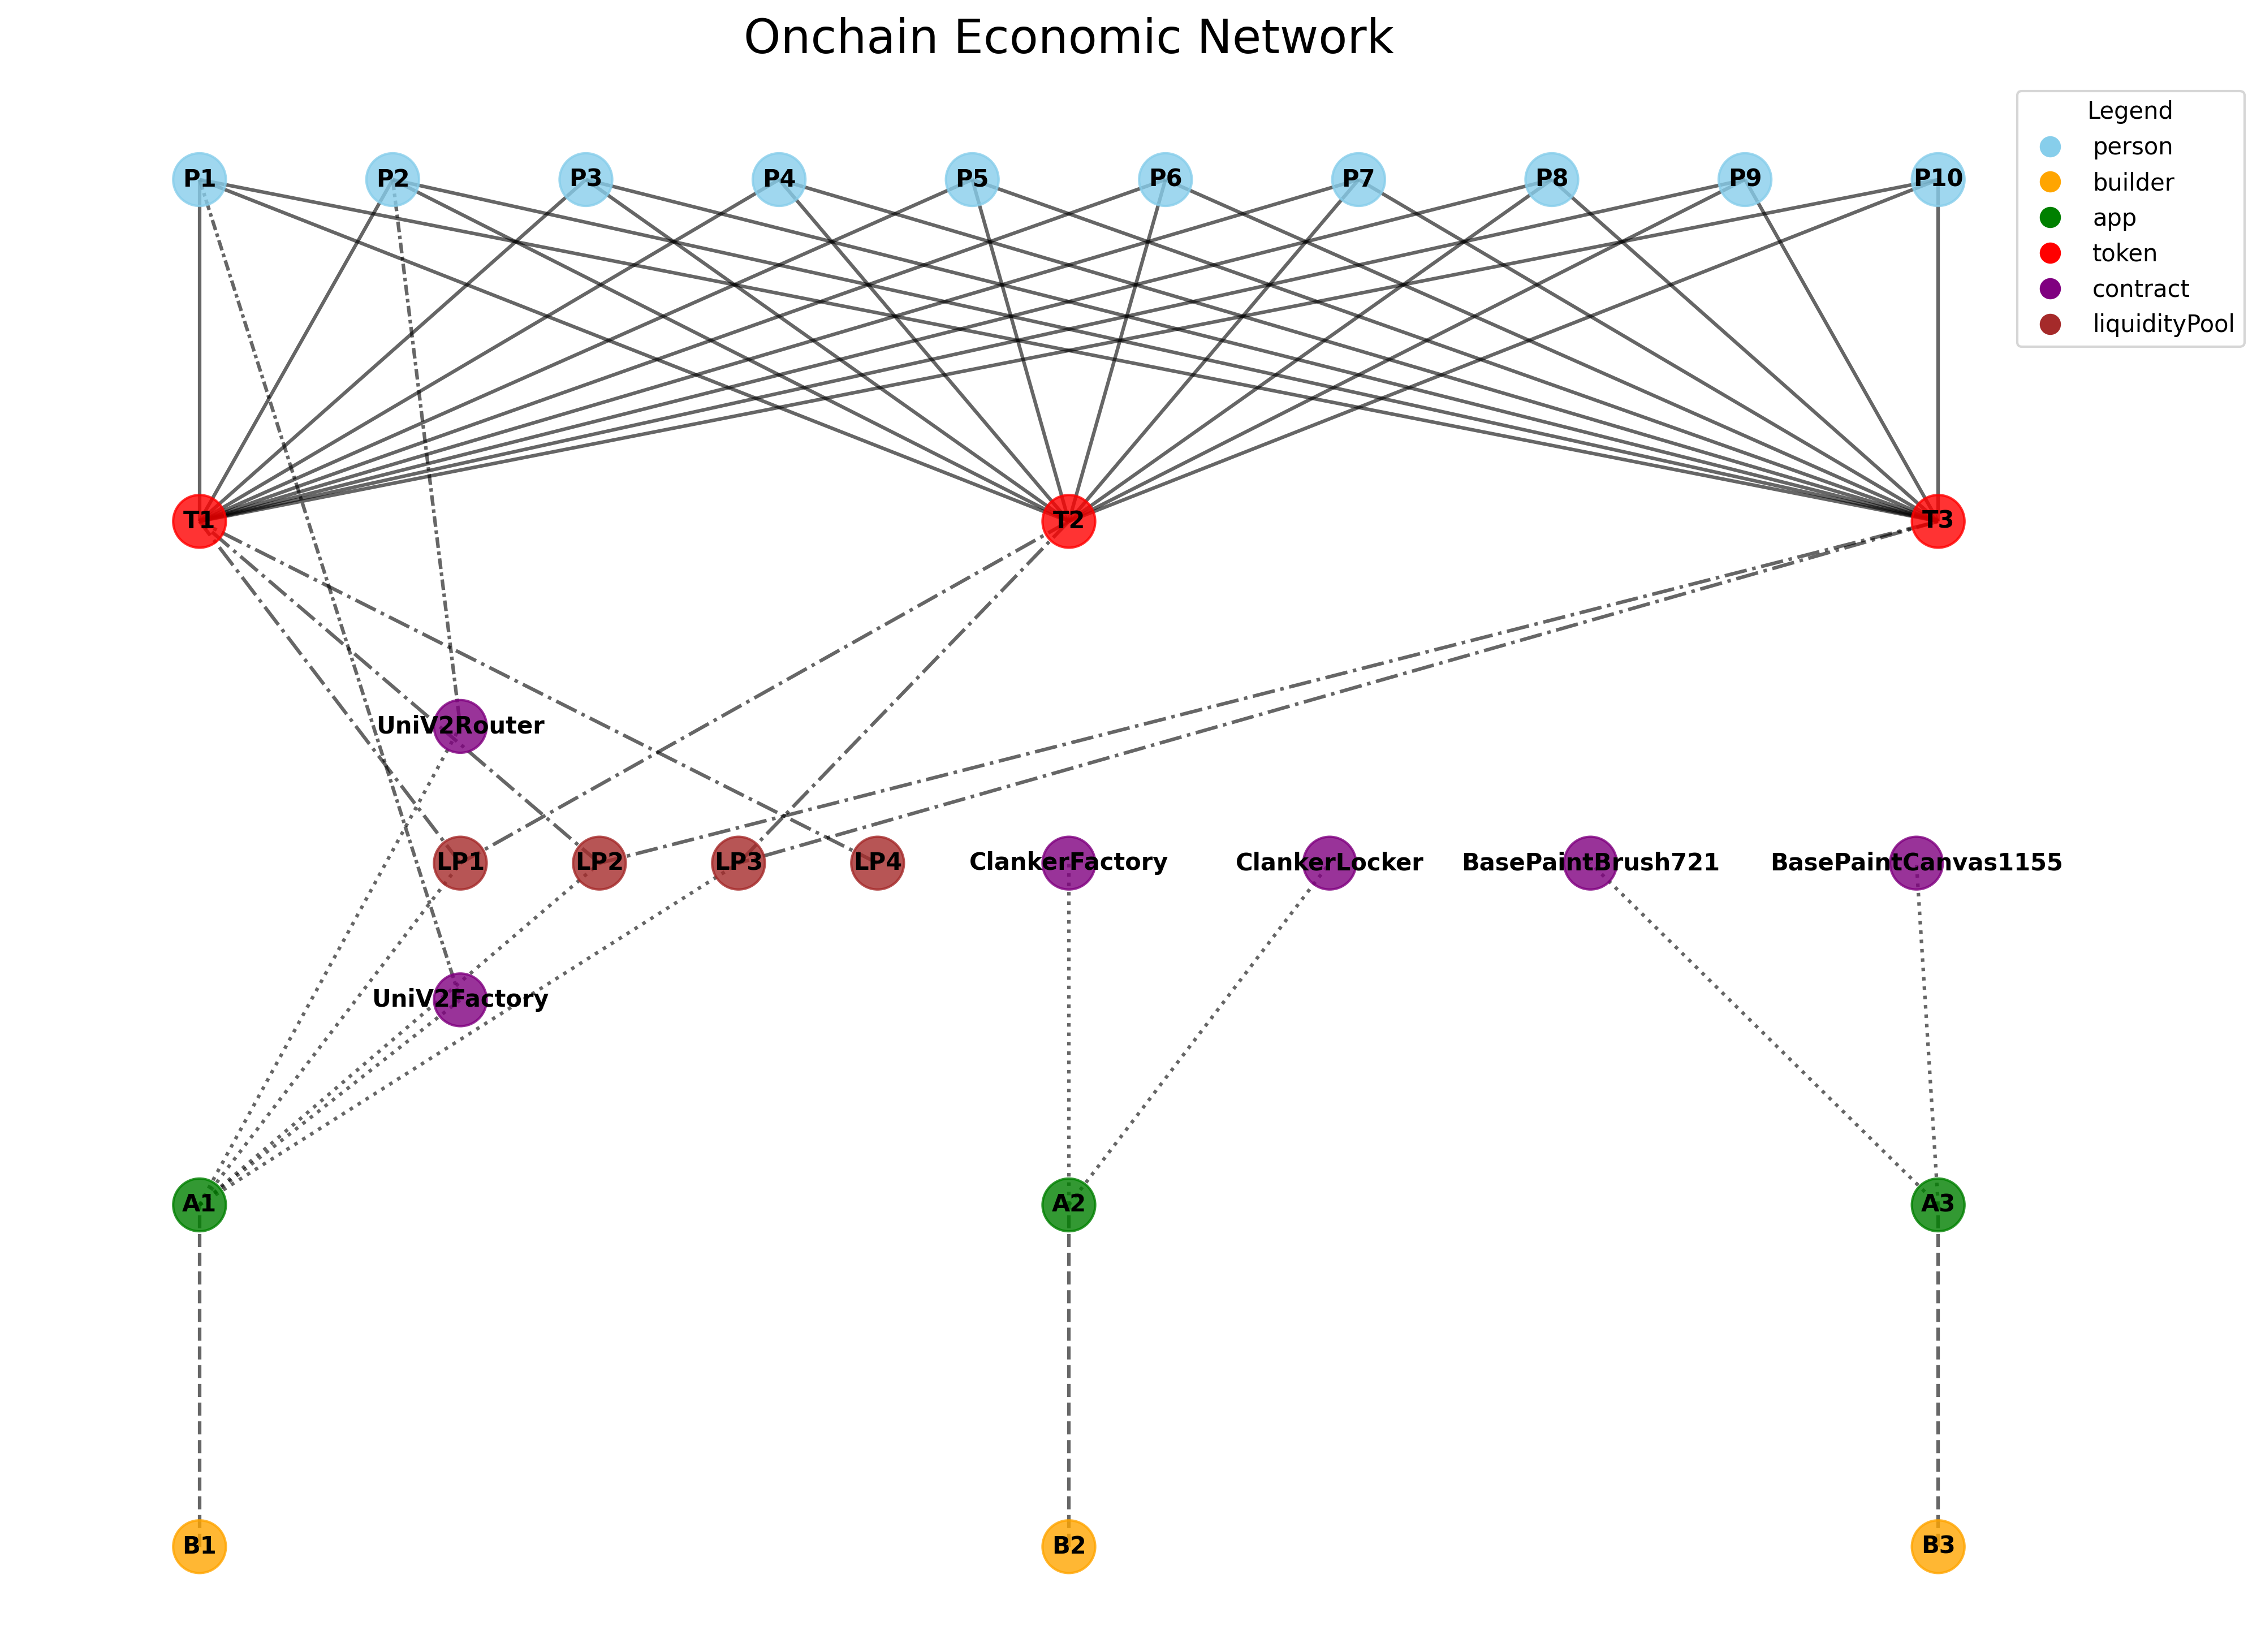 Onchain Economic Network
Legend
person
builder
app
token
contract
liquidityPool
P1 P2 P3 P4 P5 P6 P7 P8 P9 P10
T1 T2 T3
UniV2Router
LP1 LP2 LP3 LP4 ClankerFactory ClankerLocker BasePaintBrush721 BasePaintCanvas1155
UniV2Factory
A1 A2 A3
B1 B2 B3